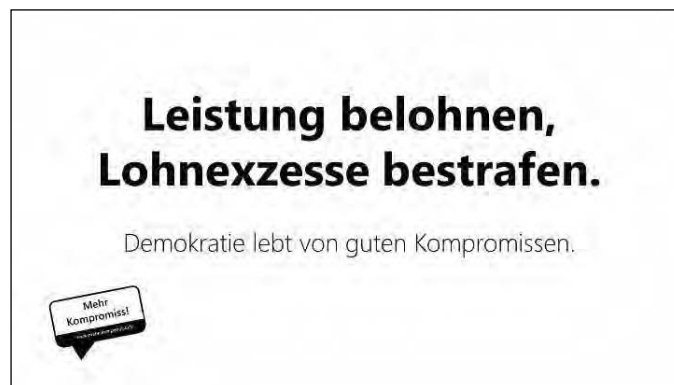 Leistung belohnen,
Lohnexzesse bestrafen.
Demokratie lebt von guten Kompromissen.
Mehr
Kompromiss!